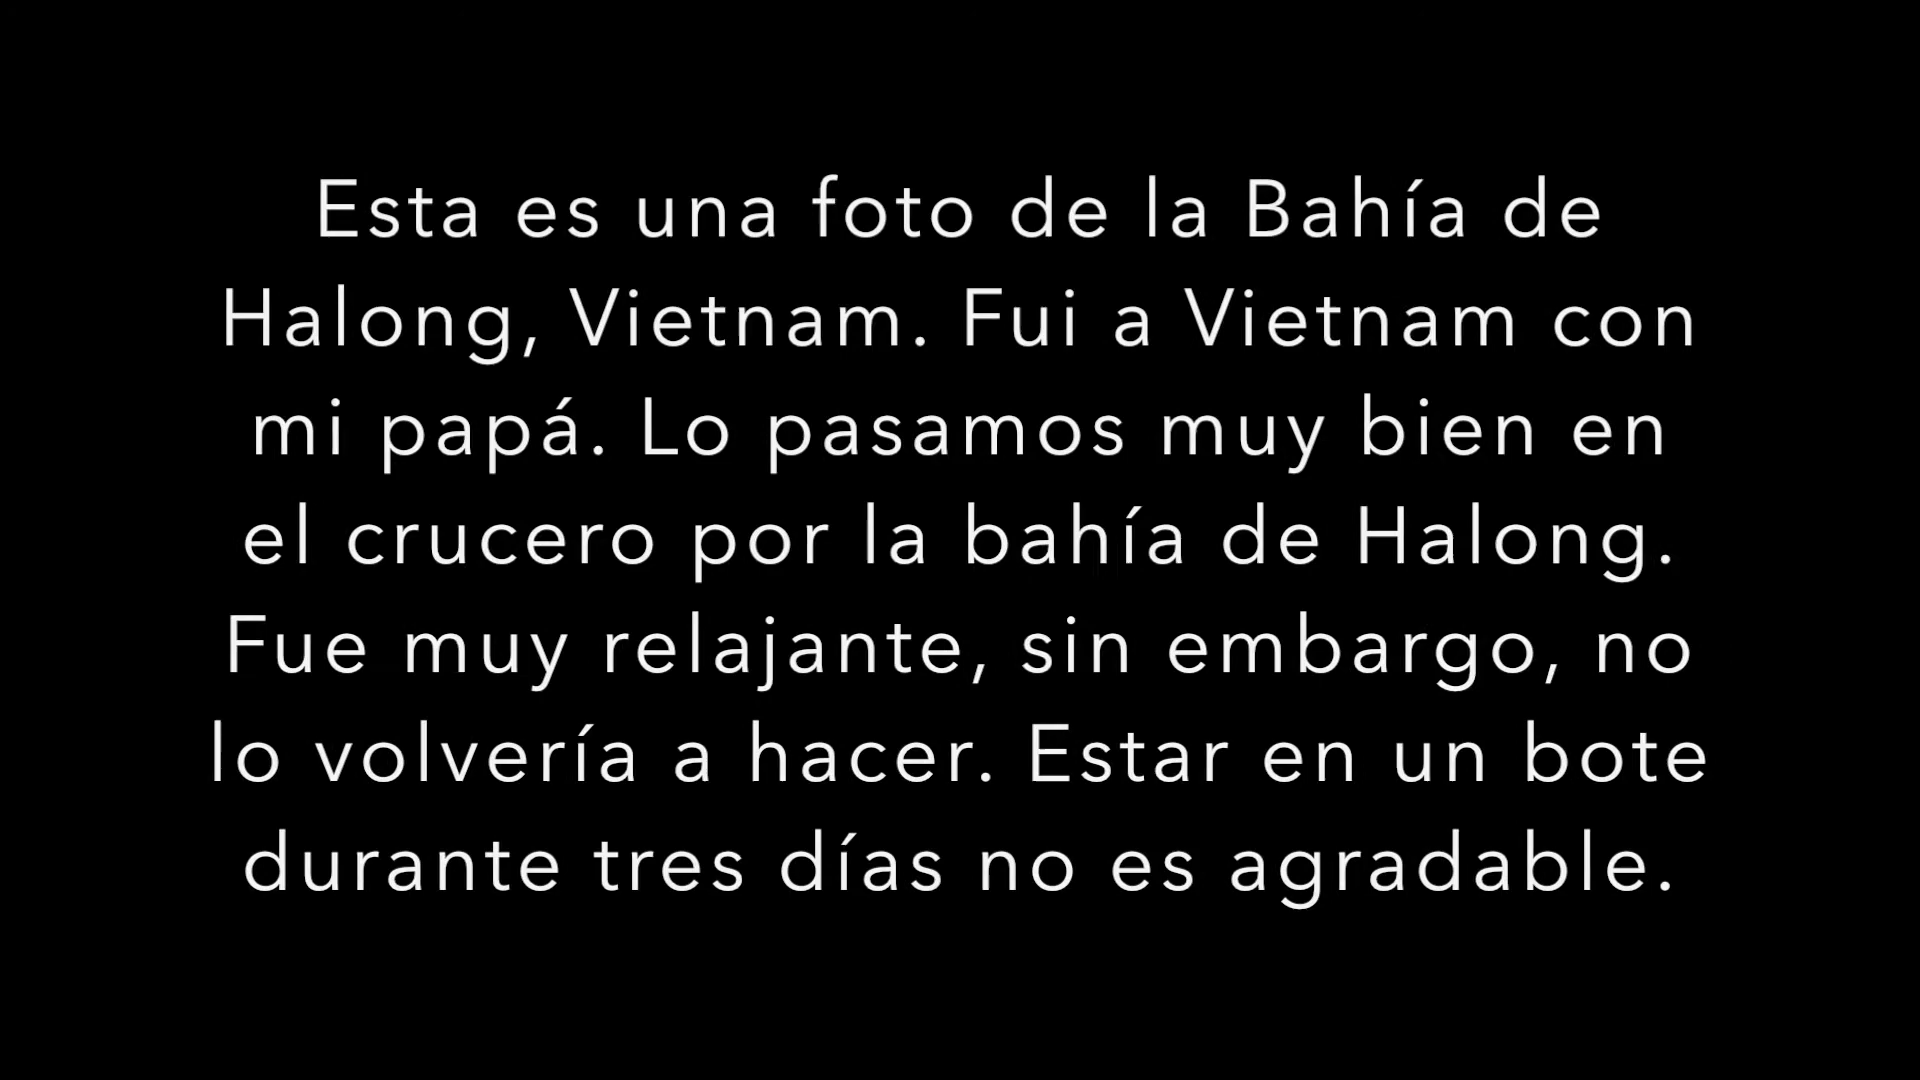 Esta es una foto de la Bahía de
Halong, Vietnam. Fui a Vietnam con
mi papá. Lo pasamos muy bien en
el crucero por la bahía de Halong.
Fue muy relajante, sin embargo, no
lo volvería a hacer. Estar en un bote
durante tres días no es agradable.